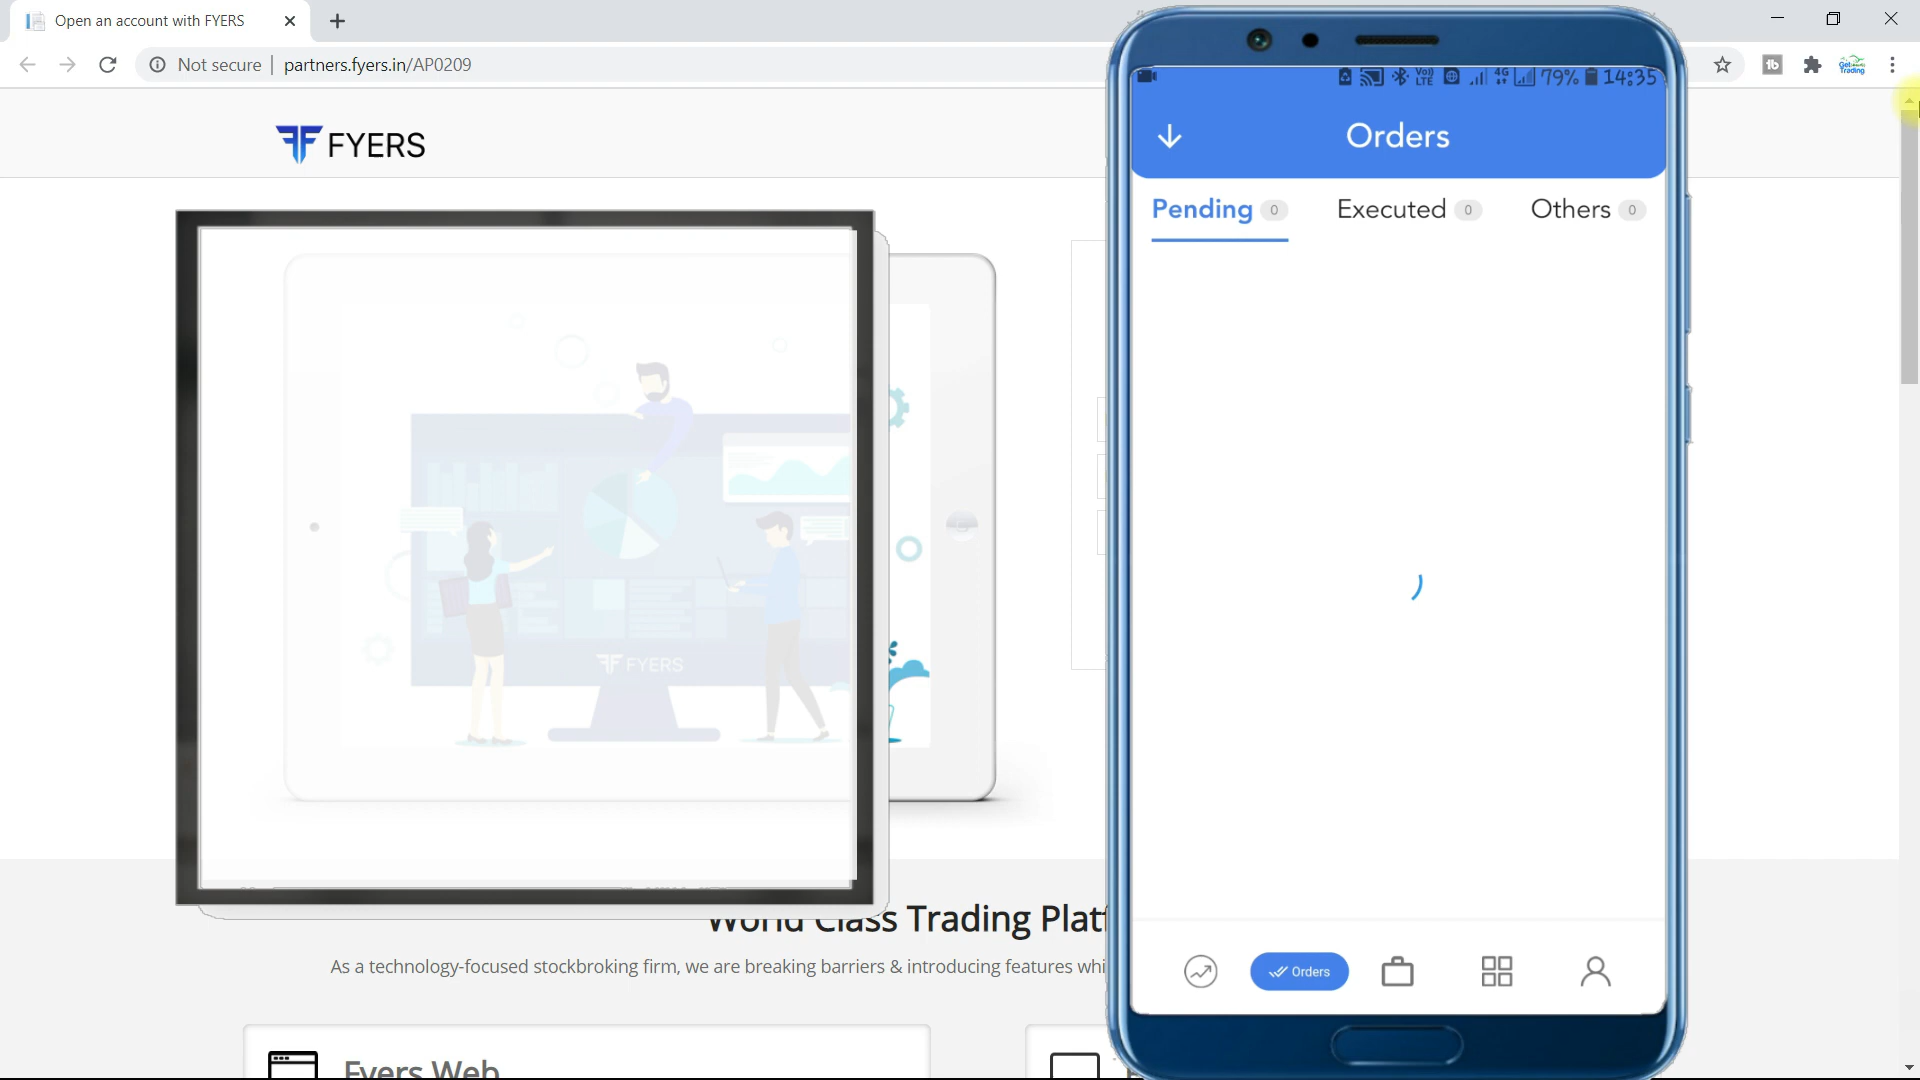 Open an account with FYERS
Not secure | partners.fyers.in/AP0209
FYERS
FYERS
World Class Trading
As a technology-focused stockbroking firm, we are breaking barriers & introducing features
Fyers Web
79% 14:35
Orders
Pending 0 Executed 0 Others 0
Orders